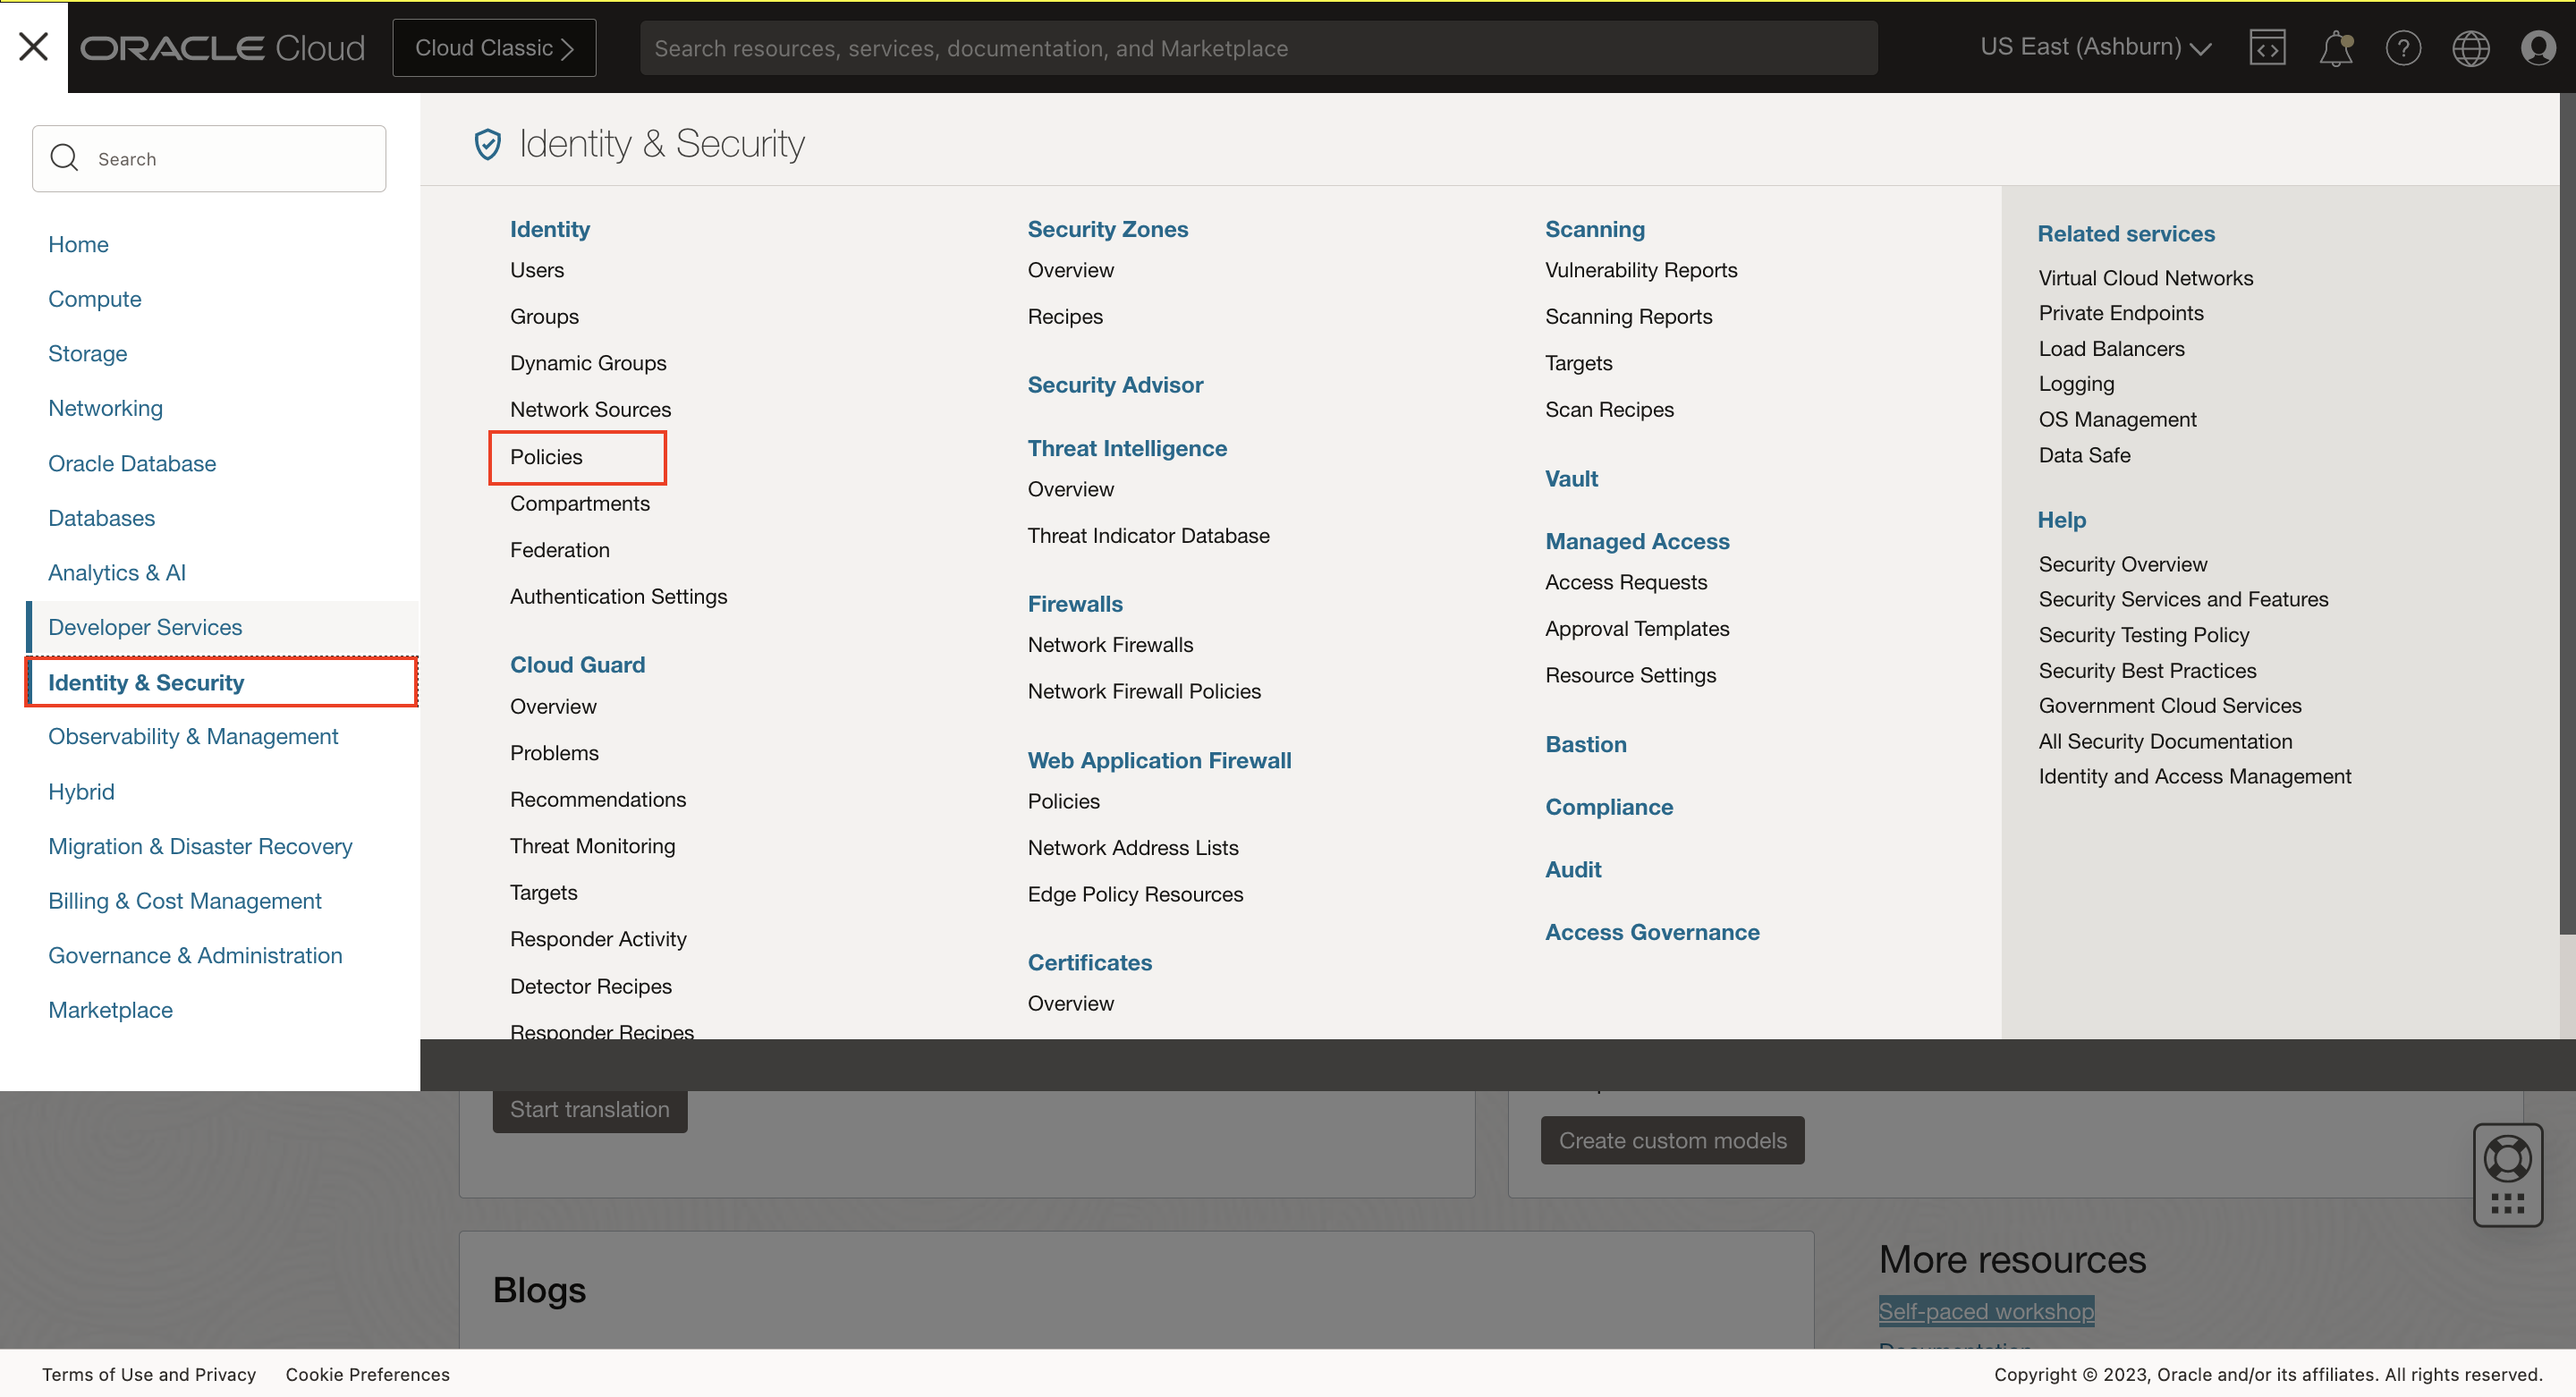 ORACLE Cloud
Cloud Classic
Search resources, services, documentation, and Marketplace
US East (Ashburn)
Search
Home
Compute
Storage
Networking
Oracle Database
Databases
Analytics & AI
Developer Services
Identity & Security
Observability & Management
Hybrid
Migration & Disaster Recovery
Billing & Cost Management
Governance & Administration
Marketplace
Identity & Security
Identity
Users
Groups
Dynamic Groups
Network Sources
Policies
Compartments
Federation
Authentication Settings
Cloud Guard
Overview
Problems
Recommendations
Threat Monitoring
Targets
Responder Activity
Detector Recipes
Responder Recipes
Security Zones
Overview
Recipes
Security Advisor
Threat Intelligence
Overview
Threat Indicator Database
Firewalls
Network Firewalls
Network Firewall Policies
Web Application Firewall
Policies
Network Address Lists
Edge Policy Resources
Certificates
Overview
Scanning
Vulnerability Reports
Scanning Reports
Targets
Scan Recipes
Vault
Managed Access
Access Requests
Approval Templates
Resource Settings
Bastion
Compliance
Audit
Access Governance
Related services
Virtual Cloud Networks
Private Endpoints
Load Balancers
Logging
OS Management
Data Safe
Help
Security Overview
Security Services and Features
Security Testing Policy
Security Best Practices
Government Cloud Services
All Security Documentation
Identity and Access Management
Start translation
Create custom models
Blogs
More resources
Self-paced workshop
Documentation
Terms of Use and Privacy
Cookie Preferences
Copyright © 2023, Oracle and/or its affiliates. All rights reserved.